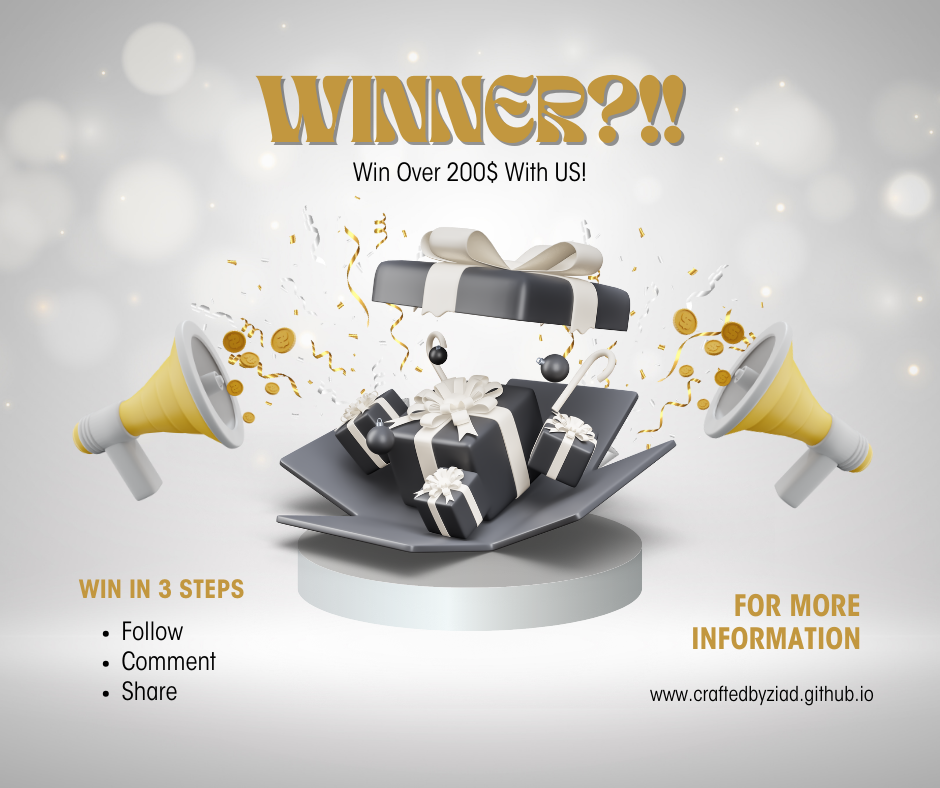 WINNER?!!
Win Over 200$ With US!
WIN IN 3 STEPS
• Follow
• Comment
• Share
FOR MORE
INFORMATION
www.craftedbyziad.github.io